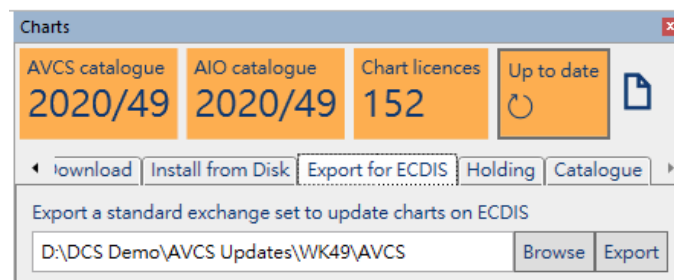 Charts
AVCS catalogue
2020/49
AIO catalogue
2020/49
Chart licences
152
Up to date
ownload
Install from Disk
Export for ECDIS
Holding
Catalogue
Export a standard exchange set to update charts on ECDIS
D:\DCS Demo\AVCS Updates\WK49\AVCS
Browse
Export